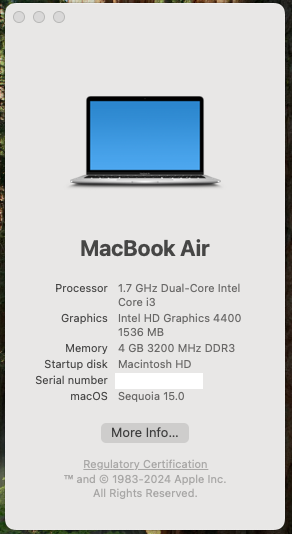 MacBook Air
Processor 1.7 GHz Dual-Core Intel
Core i3
Graphics Intel HD Graphics 4400
1536 MB
Memory 4 GB 3200 MHz DDR3
Startup disk Macintosh HD
Serial number
macOS Sequoia 15.0
More Info...
Regulatory Certification
™ and © 1983-2024 Apple Inc.
All Rights Reserved.